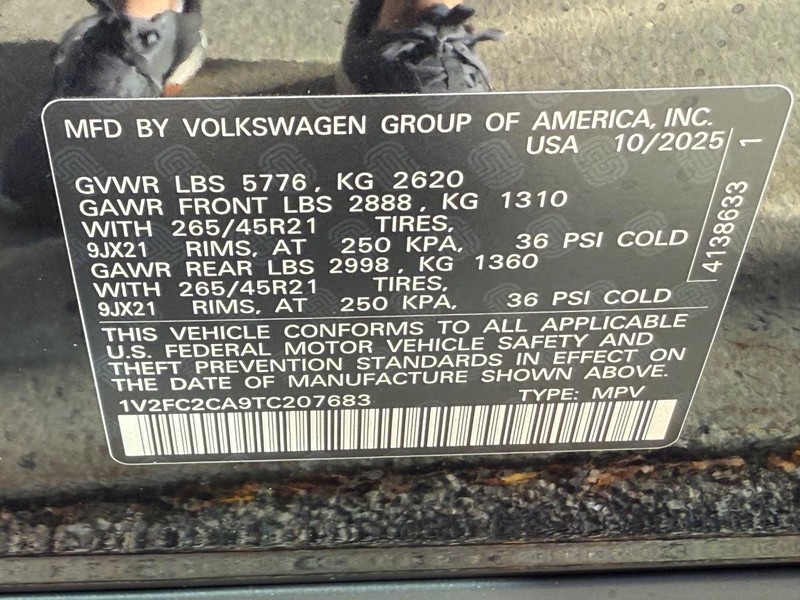 MFD BY VOLKSWAGEN GROUP OF AMERICA, INC.
USA 10/2025
GVWR LBS 5776, KG 2620
GAWR FRONT LBS 2888, KG 1310
WITH 265/45R21 TIRES,
9JX21 RIMS, AT 250 KPA, 36 PSI COLD
GAWR REAR LBS 2998, KG 1360
WITH 265/45R21 TIRES,
9JX21 RIMS, AT 250 KPA, 36 PSI COLD
THIS VEHICLE CONFORMS TO ALL APPLICABLE
U.S. FEDERAL MOTOR VEHICLE SAFETY AND
THEFT PREVENTION STANDARDS IN EFFECT ON
THE DATE OF MANUFACTURE SHOWN ABOVE.
1V2FC2CA9TC207683 TYPE: MPV
4138633 1